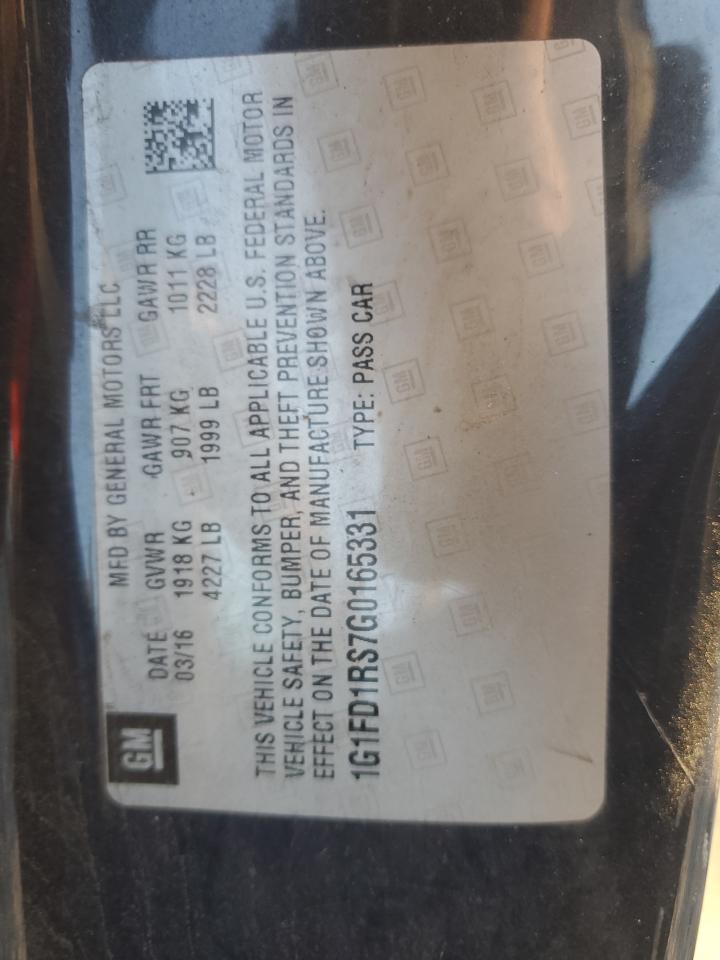 GM
MFD BY GENERAL MOTORS LLC
DATE GVWR GAWR FRT GAWR RR
03/16 1918 KG 907 KG 1011 KG
4227 LB 1999 LB 2228 LB
THIS VEHICLE CONFORMS TO ALL APPLICABLE U.S. FEDERAL MOTOR
VEHICLE SAFETY, BUMPER, AND THEFT PREVENTION STANDARDS IN
EFFECT ON THE DATE OF MANUFACTURE SHOWN ABOVE.
1G1FD1RS7G0165331 TYPE: PASS CAR